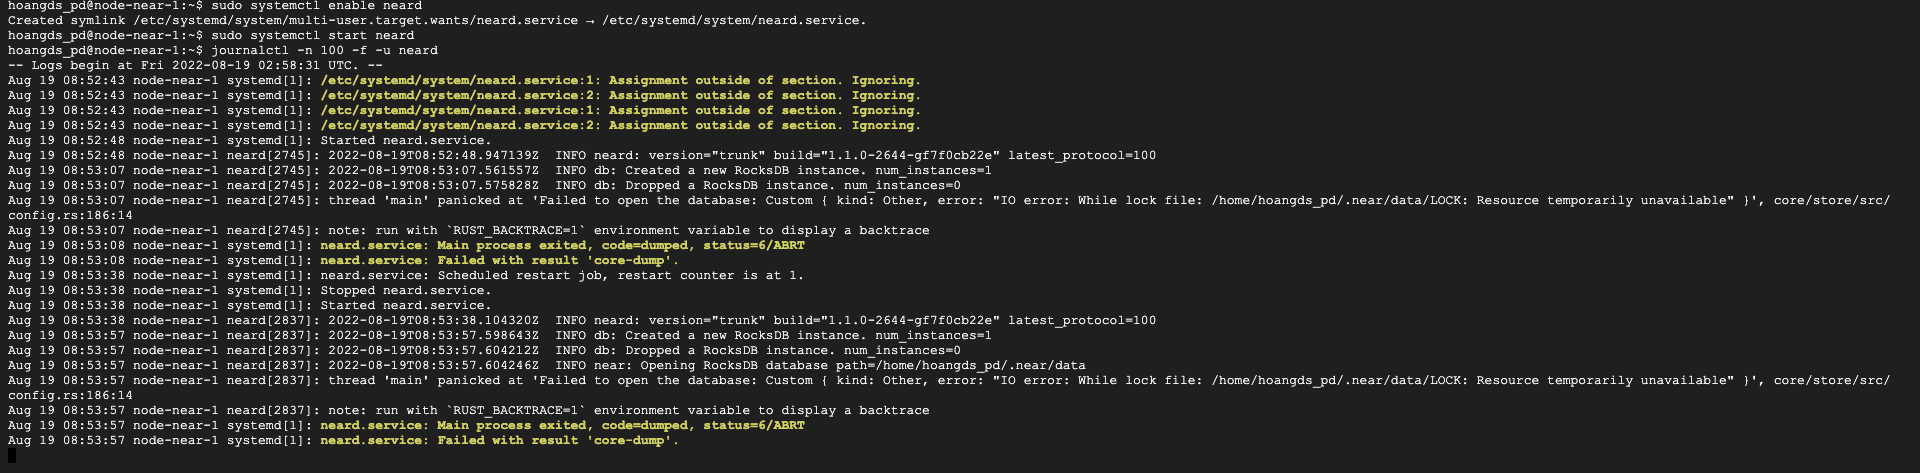 hoangds_pd@node-near-1:~$ sudo systemctl enable neard
Created symlink /etc/systemd/system/multi-user.target.wants/neard.service → /etc/systemd/system/neard.service.
hoangds_pd@node-near-1:~$ sudo systemctl start neard
hoangds_pd@node-near-1:~$ journalctl -n 100 -f -u neard
-- Logs begin at Fri 2022-08-19 02:58:31 UTC. --
Aug 19 08:52:43 node-near-1 systemd[1]: /etc/systemd/system/neard.service:1: Assignment outside of section. Ignoring.
Aug 19 08:52:43 node-near-1 systemd[1]: /etc/systemd/system/neard.service:2: Assignment outside of section. Ignoring.
Aug 19 08:52:43 node-near-1 systemd[1]: /etc/systemd/system/neard.service:1: Assignment outside of section. Ignoring.
Aug 19 08:52:43 node-near-1 systemd[1]: /etc/systemd/system/neard.service:2: Assignment outside of section. Ignoring.
Aug 19 08:52:48 node-near-1 systemd[1]: Started neard.service.
Aug 19 08:52:48 node-near-1 neard[2745]: 2022-08-19T08:52:48.947139Z  INFO neard: version="trunk" build="1.1.0-2644-gf7f0cb22e" latest_protocol=100
Aug 19 08:53:07 node-near-1 neard[2745]: 2022-08-19T08:53:07.561557Z  INFO db: Created a new RocksDB instance. num_instances=1
Aug 19 08:53:07 node-near-1 neard[2745]: 2022-08-19T08:53:07.575828Z  INFO db: Dropped a RocksDB instance. num_instances=0
Aug 19 08:53:07 node-near-1 neard[2745]: thread 'main' panicked at 'Failed to open the database: Custom { kind: Other, error: "IO error: While lock file: /home/hoangds_pd/.near/data/LOCK: Resource temporarily unavailable" }', core/store/src/
config.rs:186:14
Aug 19 08:53:07 node-near-1 neard[2745]: note: run with `RUST_BACKTRACE=1` environment variable to display a backtrace
Aug 19 08:53:08 node-near-1 systemd[1]: neard.service: Main process exited, code=dumped, status=6/ABRT
Aug 19 08:53:08 node-near-1 systemd[1]: neard.service: Failed with result 'core-dump'.
Aug 19 08:53:38 node-near-1 systemd[1]: neard.service: Scheduled restart job, restart counter is at 1.
Aug 19 08:53:38 node-near-1 systemd[1]: Stopped neard.service.
Aug 19 08:53:38 node-near-1 systemd[1]: Started neard.service.
Aug 19 08:53:38 node-near-1 neard[2837]: 2022-08-19T08:53:38.104320Z  INFO neard: version="trunk" build="1.1.0-2644-gf7f0cb22e" latest_protocol=100
Aug 19 08:53:57 node-near-1 neard[2837]: 2022-08-19T08:53:57.598643Z  INFO db: Created a new RocksDB instance. num_instances=1
Aug 19 08:53:57 node-near-1 neard[2837]: 2022-08-19T08:53:57.604212Z  INFO db: Dropped a RocksDB instance. num_instances=0
Aug 19 08:53:57 node-near-1 neard[2837]: 2022-08-19T08:53:57.604246Z  INFO near: Opening RocksDB database path=/home/hoangds_pd/.near/data
Aug 19 08:53:57 node-near-1 neard[2837]: thread 'main' panicked at 'Failed to open the database: Custom { kind: Other, error: "IO error: While lock file: /home/hoangds_pd/.near/data/LOCK: Resource temporarily unavailable" }', core/store/src/
config.rs:186:14
Aug 19 08:53:57 node-near-1 neard[2837]: note: run with `RUST_BACKTRACE=1` environment variable to display a backtrace
Aug 19 08:53:57 node-near-1 systemd[1]: neard.service: Main process exited, code=dumped, status=6/ABRT
Aug 19 08:53:57 node-near-1 systemd[1]: neard.service: Failed with result 'core-dump'.